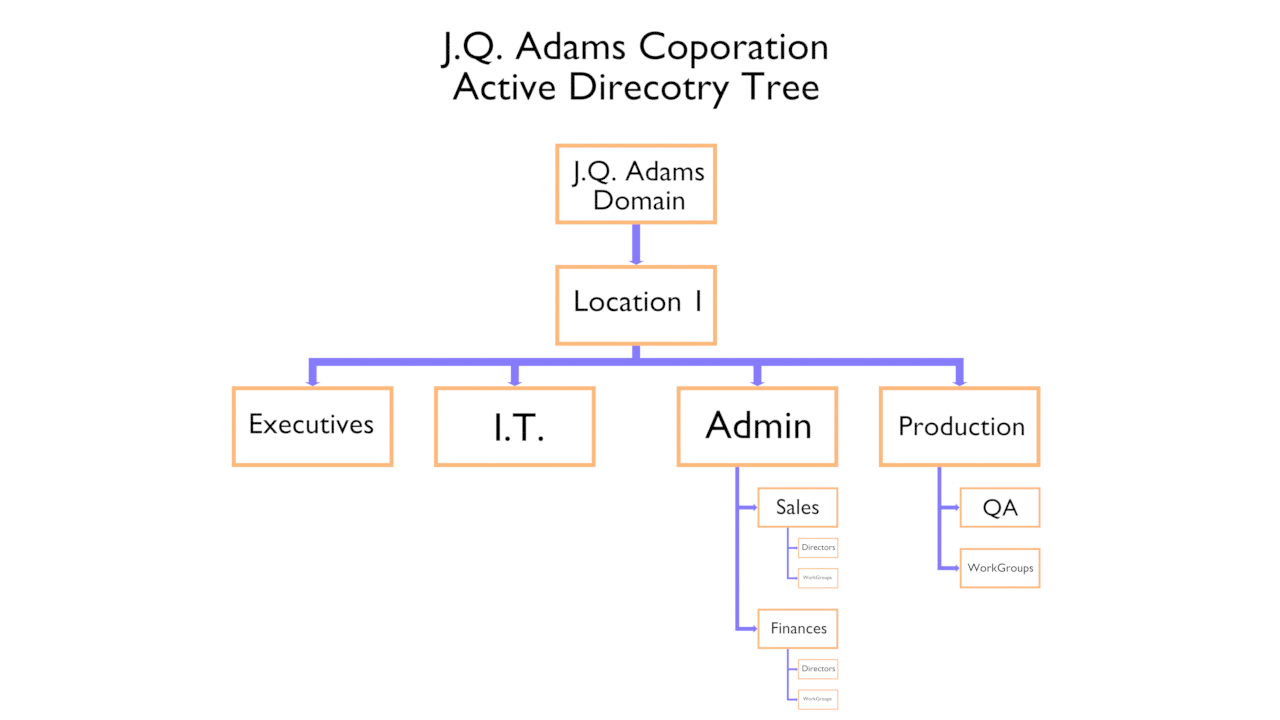 J.Q. Adams Coporation
Active Direcotry Tree
J.Q. Adams
Domain
Location 1
Executives
I.T.
Admin
Production
Sales
QA
Directors
WorkGroups
WorkGroups
Finances
Directors
WorkGroups